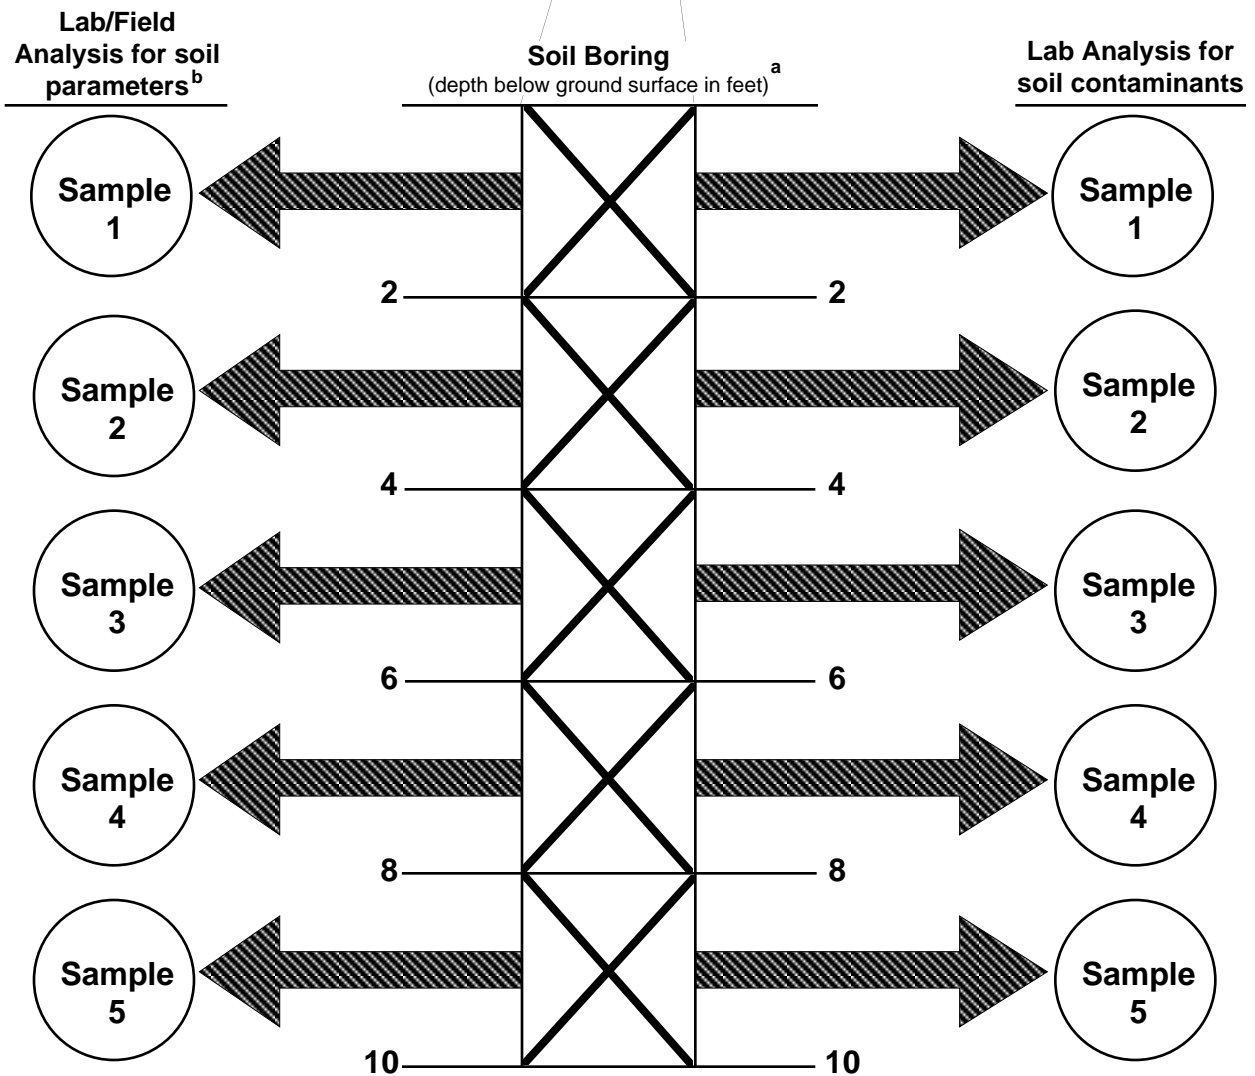 Lab/Field
Analysis for soil
parameters b
Soil Boring
(depth below ground surface in feet) a
Lab Analysis for
soil contaminants
Sample
1
Sample
1
2
2
Sample
2
Sample
2
4
4
Sample
3
Sample
3
6
6
Sample
4
Sample
4
8
8
Sample
5
Sample
5
10
10